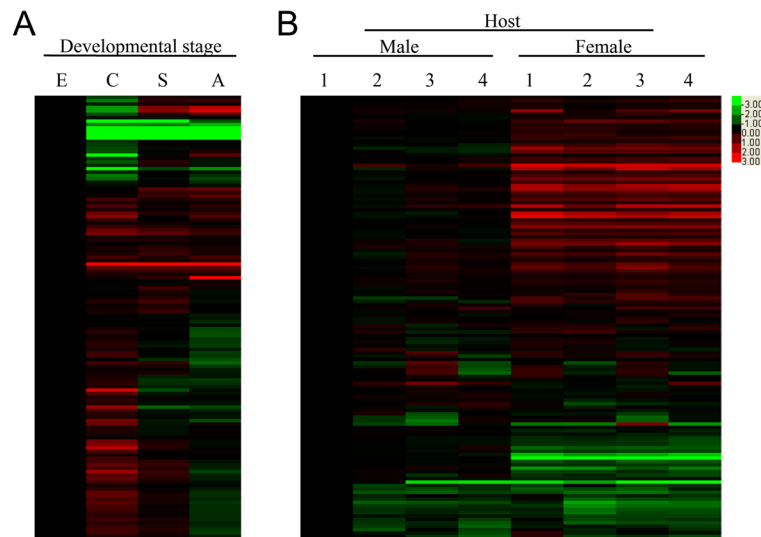 A
B
Host
Developmental stage
Male
Female
E C S A
1 2 3 4 1 2 3 4
-3.00
-2.00
-1.00
0.00
1.00
2.00
3.00